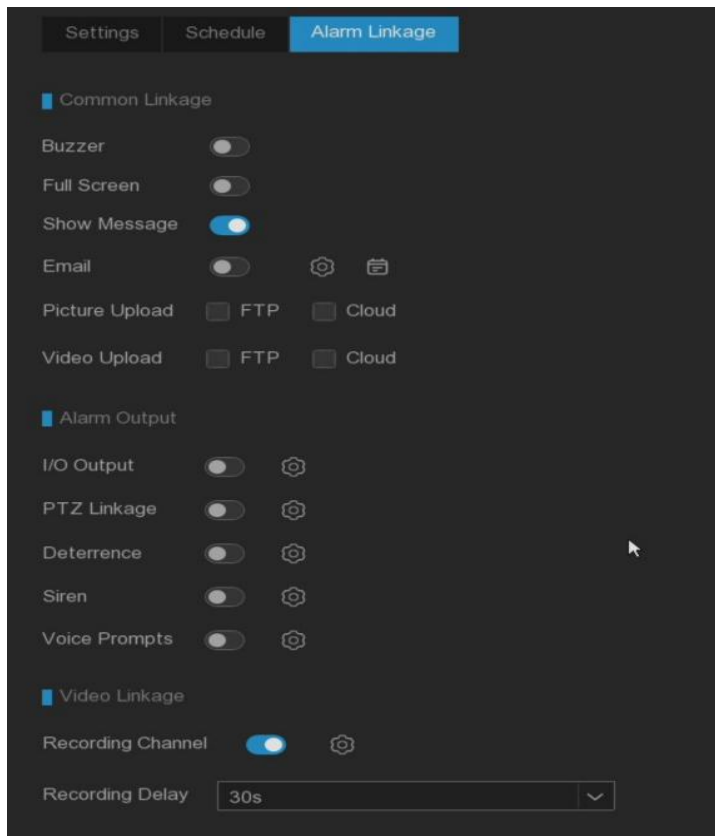 Settings Schedule Alarm Linkage
Common Linkage
Buzzer
Full Screen
Show Message
Email
Picture Upload FTP Cloud
Video Upload FTP Cloud
Alarm Output
I/O Output
PTZ Linkage
Deterrence
Siren
Voice Prompts
Video Linkage
Recording Channel
Recording Delay 30s